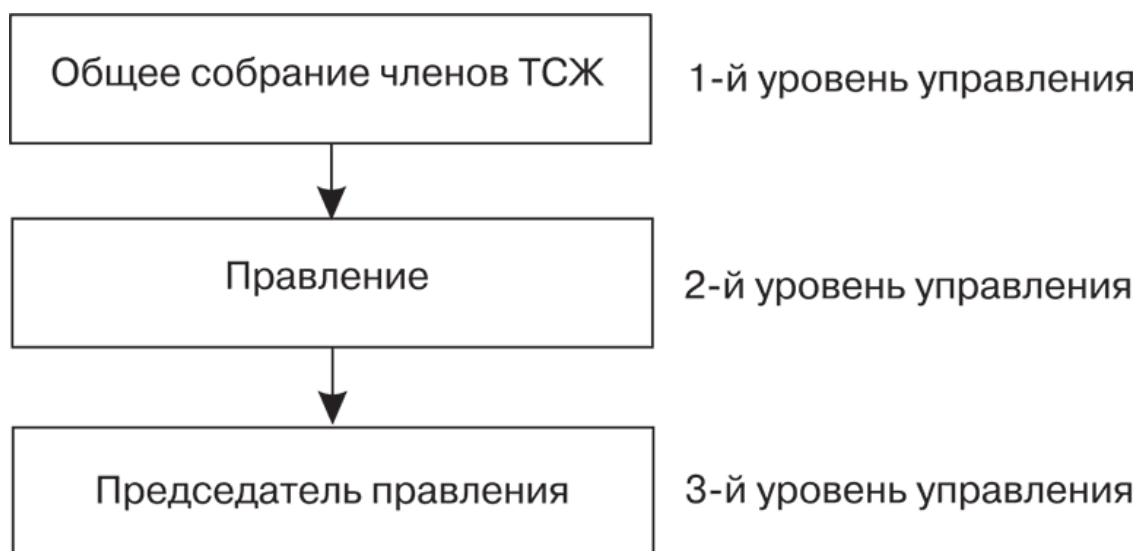 Общее собрание членов ТСЖ
1-й уровень управления
Правление
2-й уровень управления
Председатель правления
3-й уровень управления